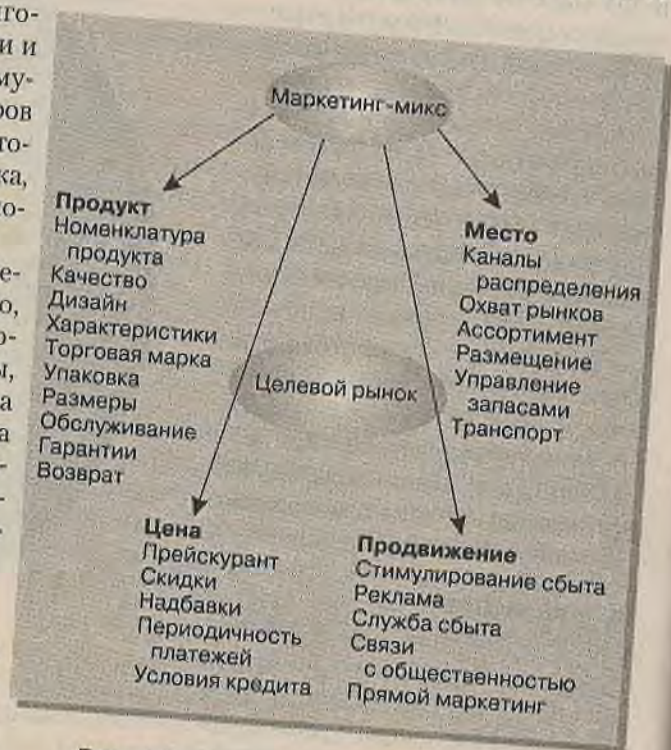 Маркетинг-микс
Продукт
Номенклатура
продукта
Качество
Дизайн
Характеристики
Торговая марка
Упаковка
Размеры
Обслуживание
Гарантии
Возврат
Место
Каналы
распределения
Охват рынков
Ассортимент
Размещение
Управление
запасами
Транспорт
Целевой рынок
Цена
Прейскурант
Скидки
Надбавки
Периодичность
платежей
Условия кредита
Продвижение
Стимулирование сбыта
Реклама
Служба сбыта
Связи
с общественностью
Прямой маркетинг